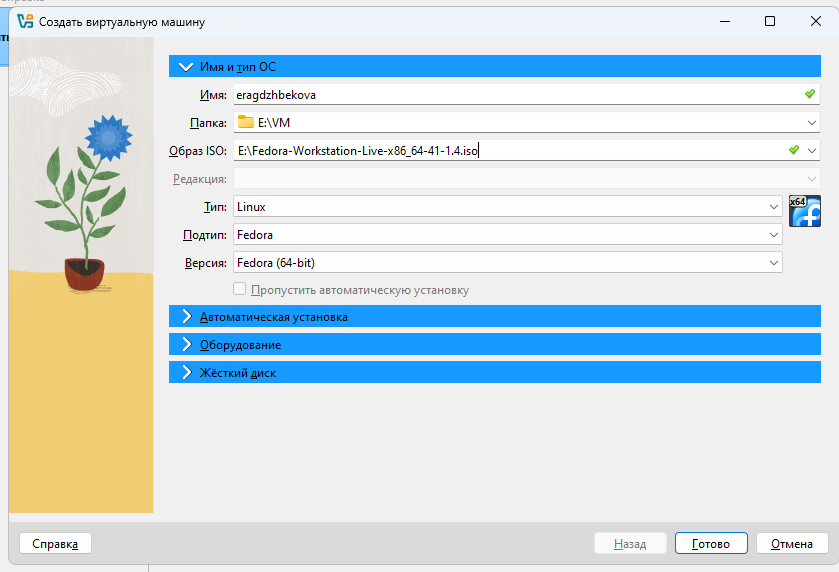 Создать виртуальную машину
Имя и тип ОС
Имя: eragdzhbekova
Папка: E:\VM
Образ ISO: E:\Fedora-Workstation-Live-x86_64-41-1.4.iso
Редакция:
Тип: Linux
x64
Подтип: Fedora
Версия: Fedora (64-bit)
Пропустить автоматическую установку
Автоматическая установка
Оборудование
Жёсткий диск
Справка Назад Готово Отмена